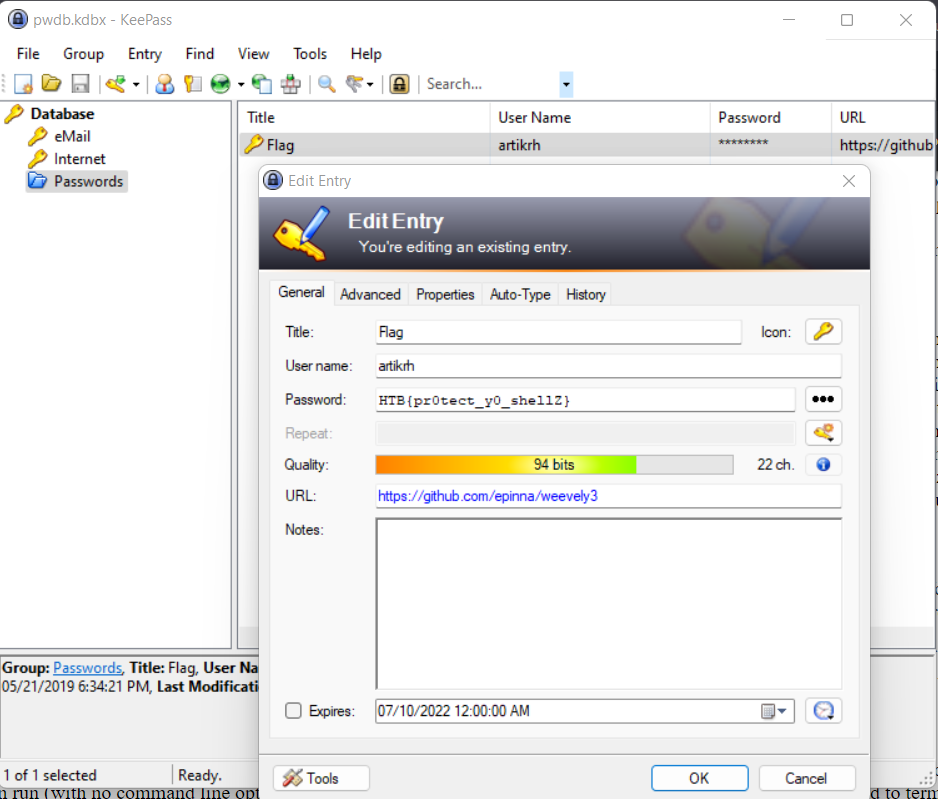 pwdb.kdbx - KeePass
File Group Entry Find View Tools Help
Search...
Database
eMail
Internet
Passwords
Title User Name Password URL
Flag artikrh ******** https://github
Edit Entry
Edit Entry
You're editing an existing entry.
General Advanced Properties Auto-Type History
Title: Flag Icon:
User name: artikrh
Password: HTB{pr0tect_y0_shellZ}
Repeat:
Quality: 94 bits 22 ch.
URL: https://github.com/epinna/weevely3
Notes:
Expires: 07/10/2022 12:00:00 AM
Tools OK Cancel
Group: Passwords, Title: Flag, User Na
05/21/2019 6:34:21 PM, Last Modificati
1 of 1 selected Ready.
n run (with no command line opt
d to term